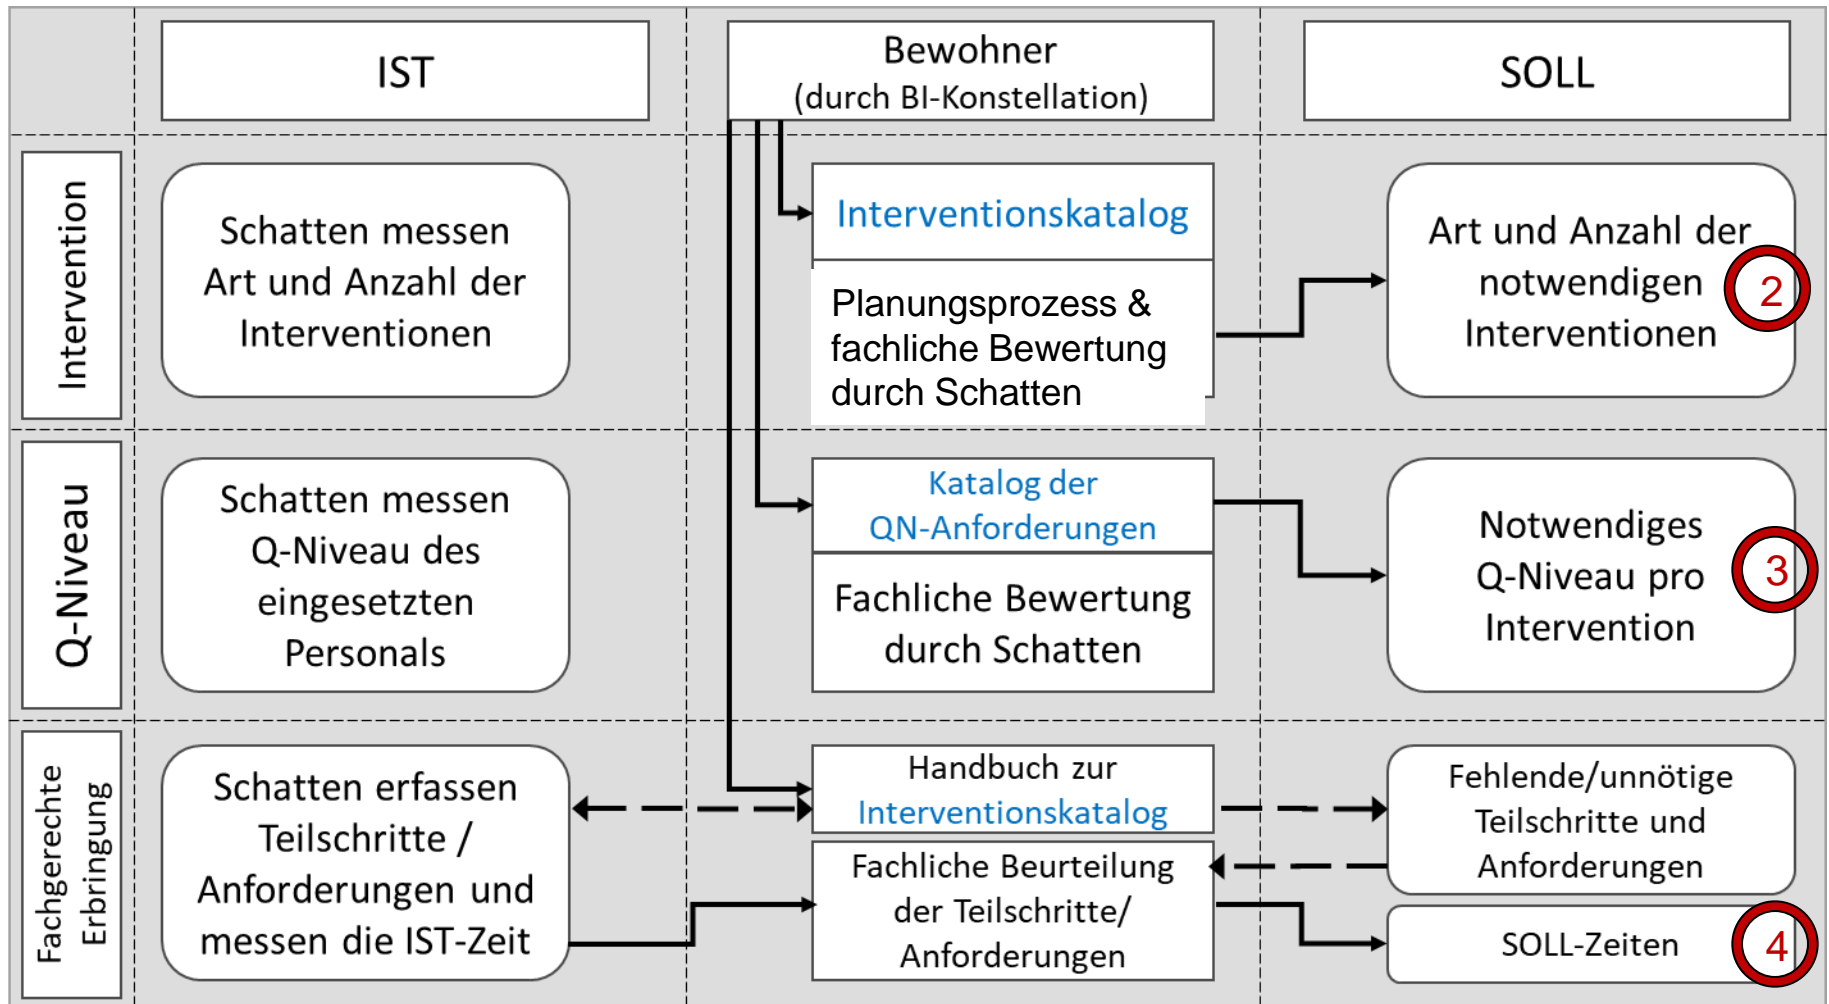 IST
Bewohner
(durch BI-Konstellation)
SOLL
Intervention
Schatten messen
Art und Anzahl der
Interventionen
Interventionskatalog
Planungsprozess &
fachliche Bewertung
durch Schatten
Art und Anzahl der
notwendigen
Interventionen
2
Q-Niveau
Schatten messen
Q-Niveau des
eingesetzten
Personals
Katalog der
QN-Anforderungen
Fachliche Bewertung
durch Schatten
Notwendiges
Q-Niveau pro
Intervention
3
Fachgerechte
Erbringung
Schatten erfassen
Teilschritte /
Anforderungen und
messen die IST-Zeit
Handbuch zur
Interventionskatalog
Fachliche Beurteilung
der Teilschritte/
Anforderungen
Fehlende/unnötige
Teilschritte und
Anforderungen
SOLL-Zeiten
4